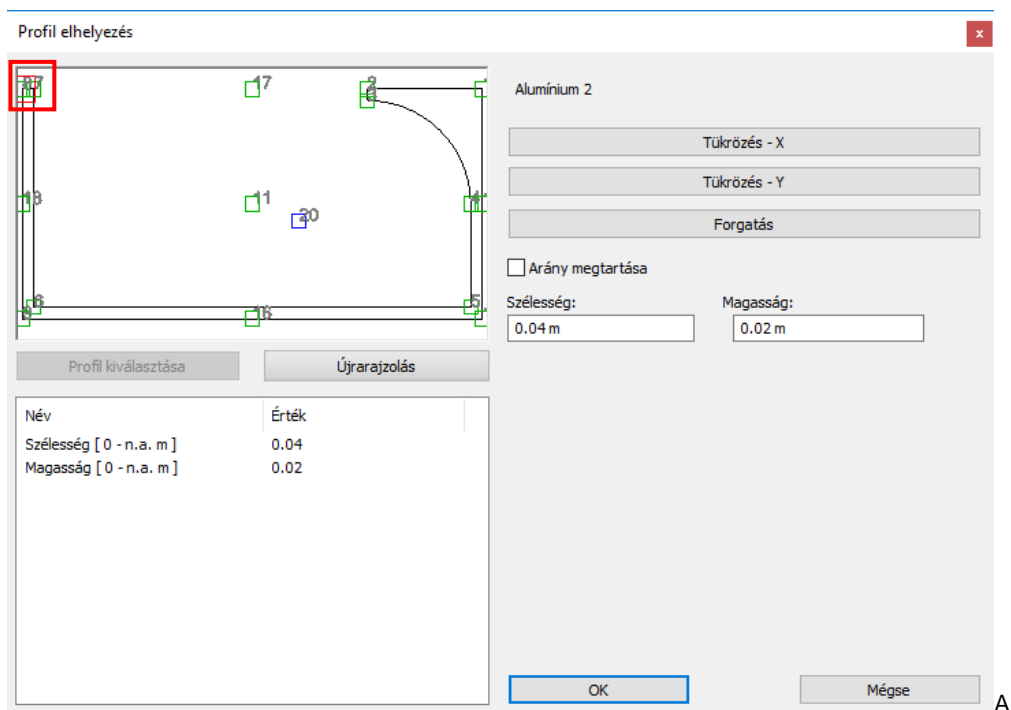 Profil elhelyezés
x
17
2
Alumínium 2
Tükrözés - X
Tükrözés - Y
18
11
20
Forgatás
Arány megtartása
Szélesség: Magasság:
6
5
16
0.04 m 0.02 m
Profil kiválasztása Újrarajzolás
Név Érték
Szélesség [ 0 - n.a. m ] 0.04
Magasság [ 0 - n.a. m ] 0.02
OK Mégse
A